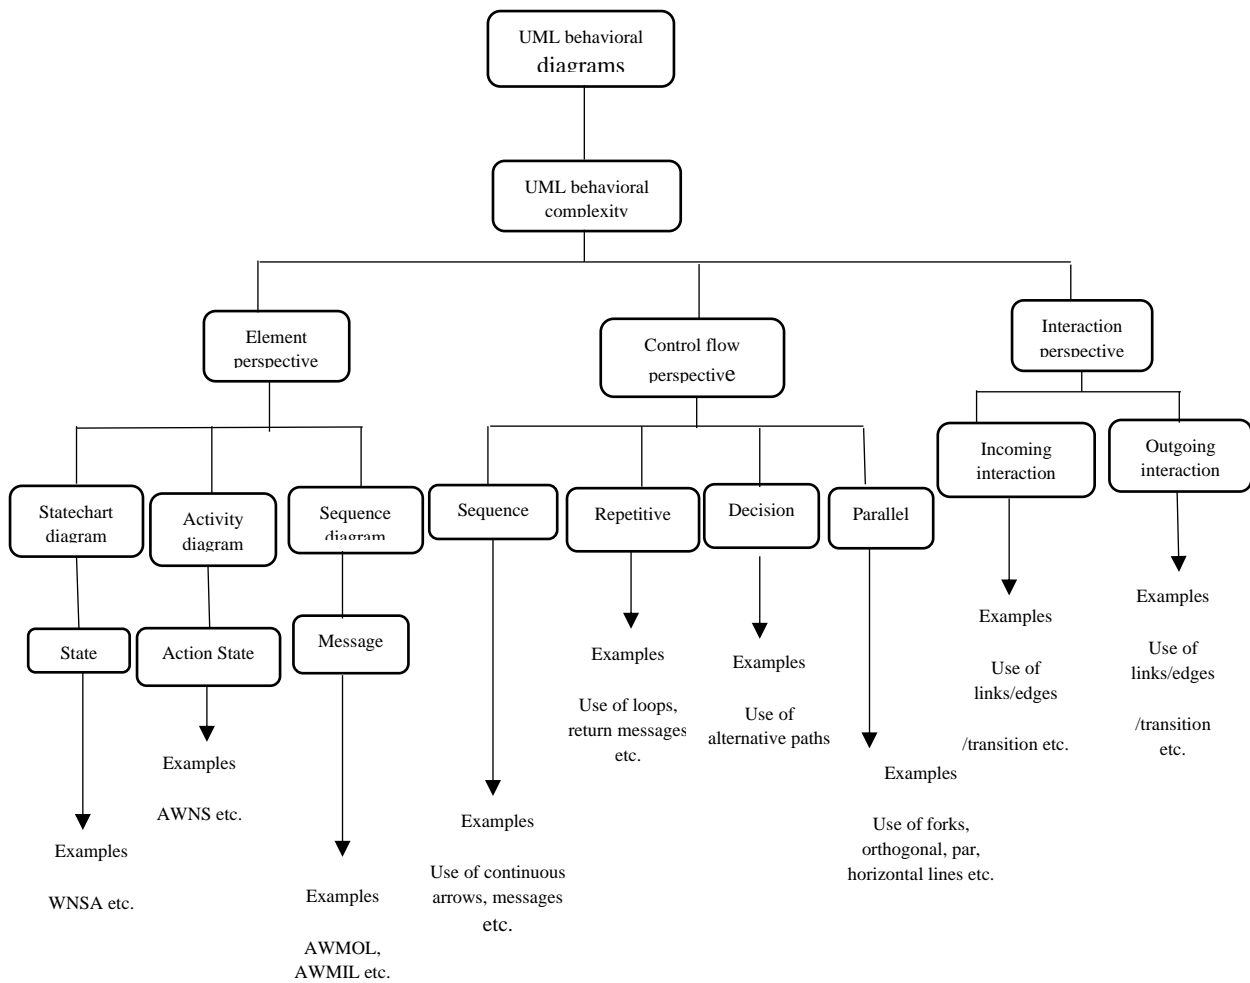 UML behavioral
diagrams
UML behavioral
complexity
Element
perspective
Control flow
perspective
Interaction
perspective
Statechart
diagram
Activity
diagram
Sequence
diagram
Sequence
Repetitive
Decision
Parallel
Incoming
interaction
Outgoing
interaction
State
Action State
Message
Examples
WNSA etc.
Examples
AWNS etc.
Examples
AWMOL,
AWMIL etc.
Examples
Use of continuous
arrows, messages
etc.
Examples
Use of loops,
return messages
etc.
Examples
Use of
alternative paths
Examples
Use of forks,
orthogonal, par,
horizontal lines etc.
Examples
Use of
links/edges
/transition etc.
Examples
Use of
links/edges
/transition
etc.